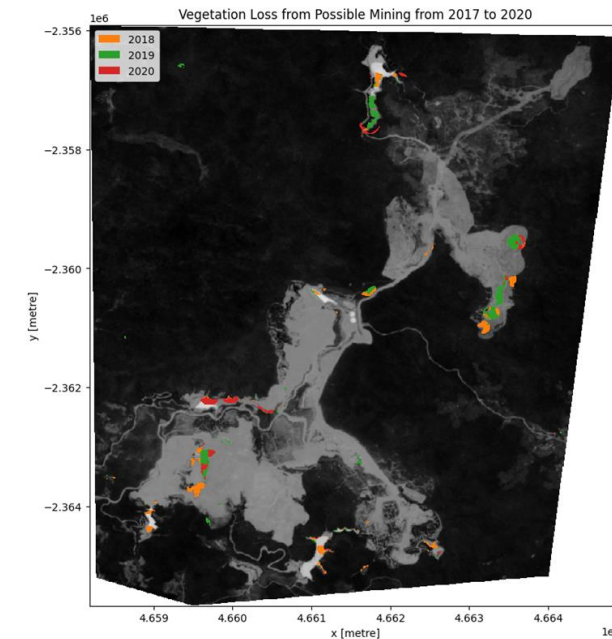 Vegetation Loss from Possible Mining from 2017 to 2020
1e6
2018
2019
2020
−2.356
−2.358
−2.360
−2.362
−2.364
y [metre]
4.659 4.660 4.661 4.662 4.663 4.664
x [metre]